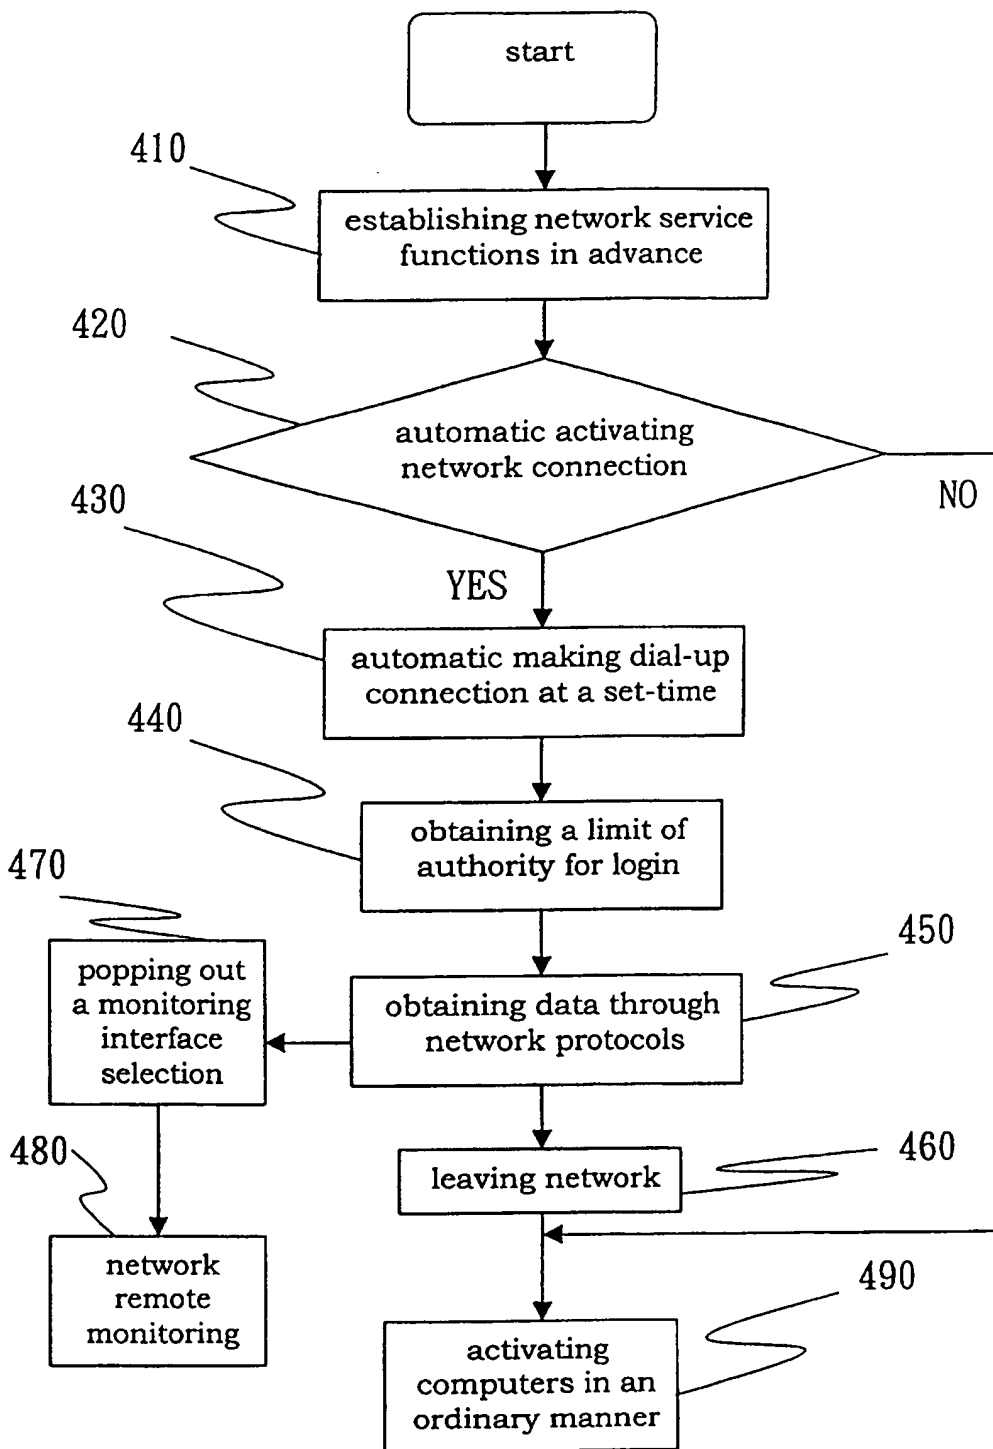 start
410
establishing network service
functions in advance
420
automatic activating
network connection
NO
430
YES
automatic making dial-up
connection at a set-time
440
obtaining a limit of
authority for login
470
450
popping out
a monitoring
interface
selection
obtaining data through
network protocols
460
leaving network
480
network
remote
monitoring
490
activating
computers in an
ordinary manner